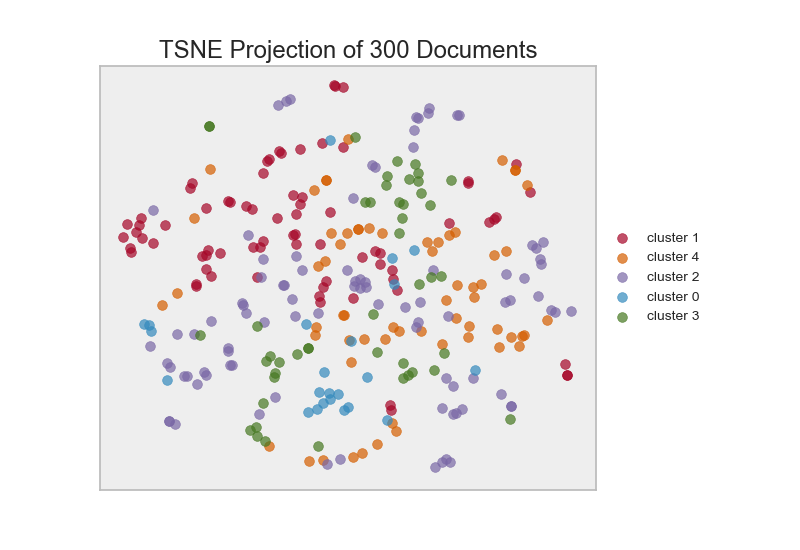 TSNE Projection of 300 Documents
cluster 1
cluster 4
cluster 2
cluster 0
cluster 3